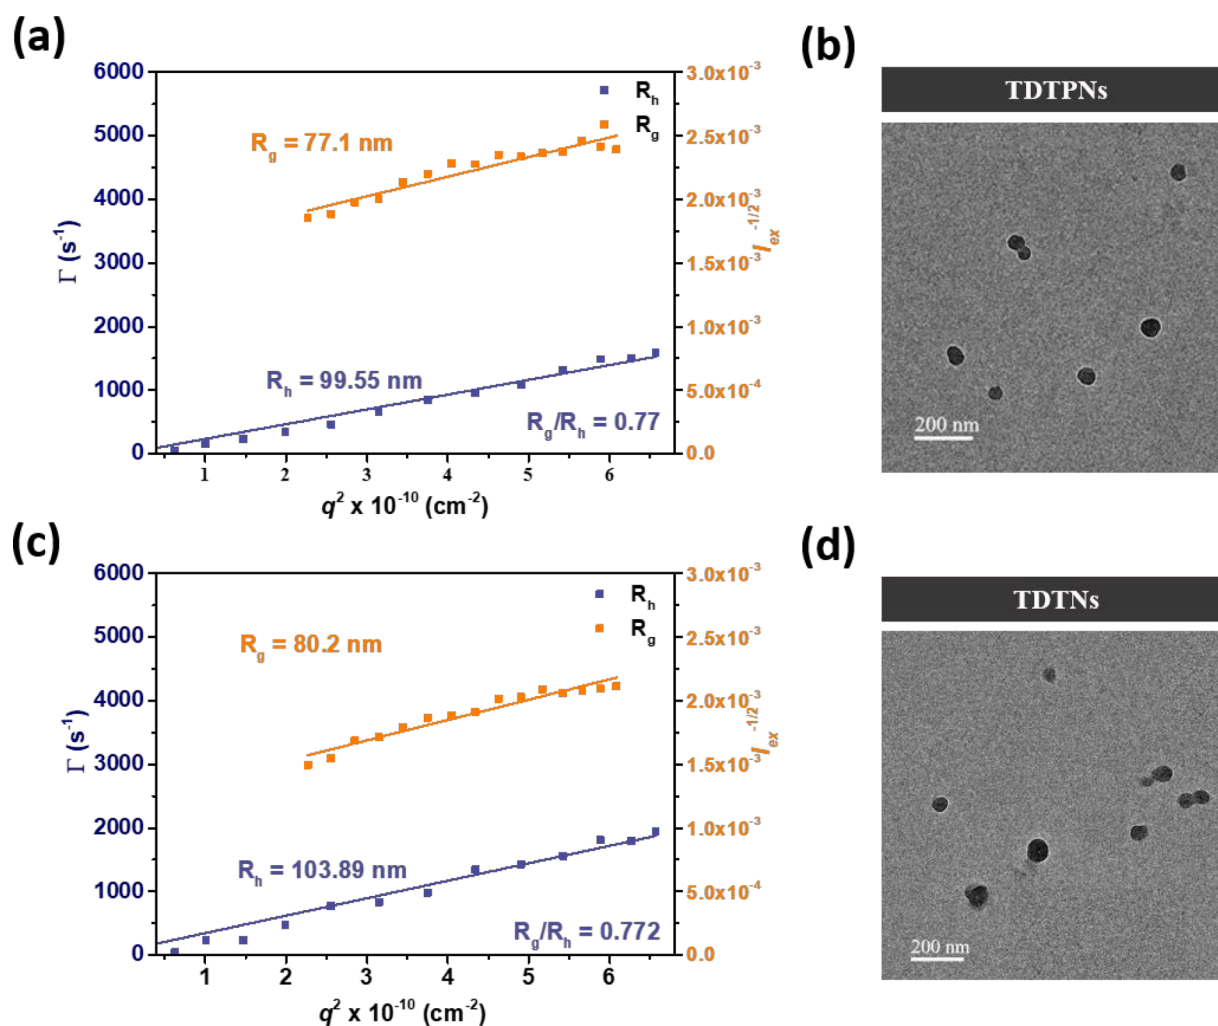 (a)
6000
5000
4000
3000
2000
1000
0
Γ (s-1)
3.0x10-3
2.5x10-3
2.0x10-3
1.5x10-3
1.0x10-3
5.0x10-4
0.0
Iex-1/2
Rh
Rg
Rg = 77.1 nm
Rh = 99.55 nm
Rg/Rh = 0.77
1 2 3 4 5 6
q2 x 10-10 (cm-2)
(b)
TDTPNs
200 nm
(c)
6000
5000
4000
3000
2000
1000
0
Γ (s-1)
3.0x10-3
2.5x10-3
2.0x10-3
1.5x10-3
1.0x10-3
5.0x10-4
0.0
Iex-1/2
Rh
Rg
Rg = 80.2 nm
Rh = 103.89 nm
Rg/Rh = 0.772
1 2 3 4 5 6
q2 x 10-10 (cm-2)
(d)
TDTNs
200 nm